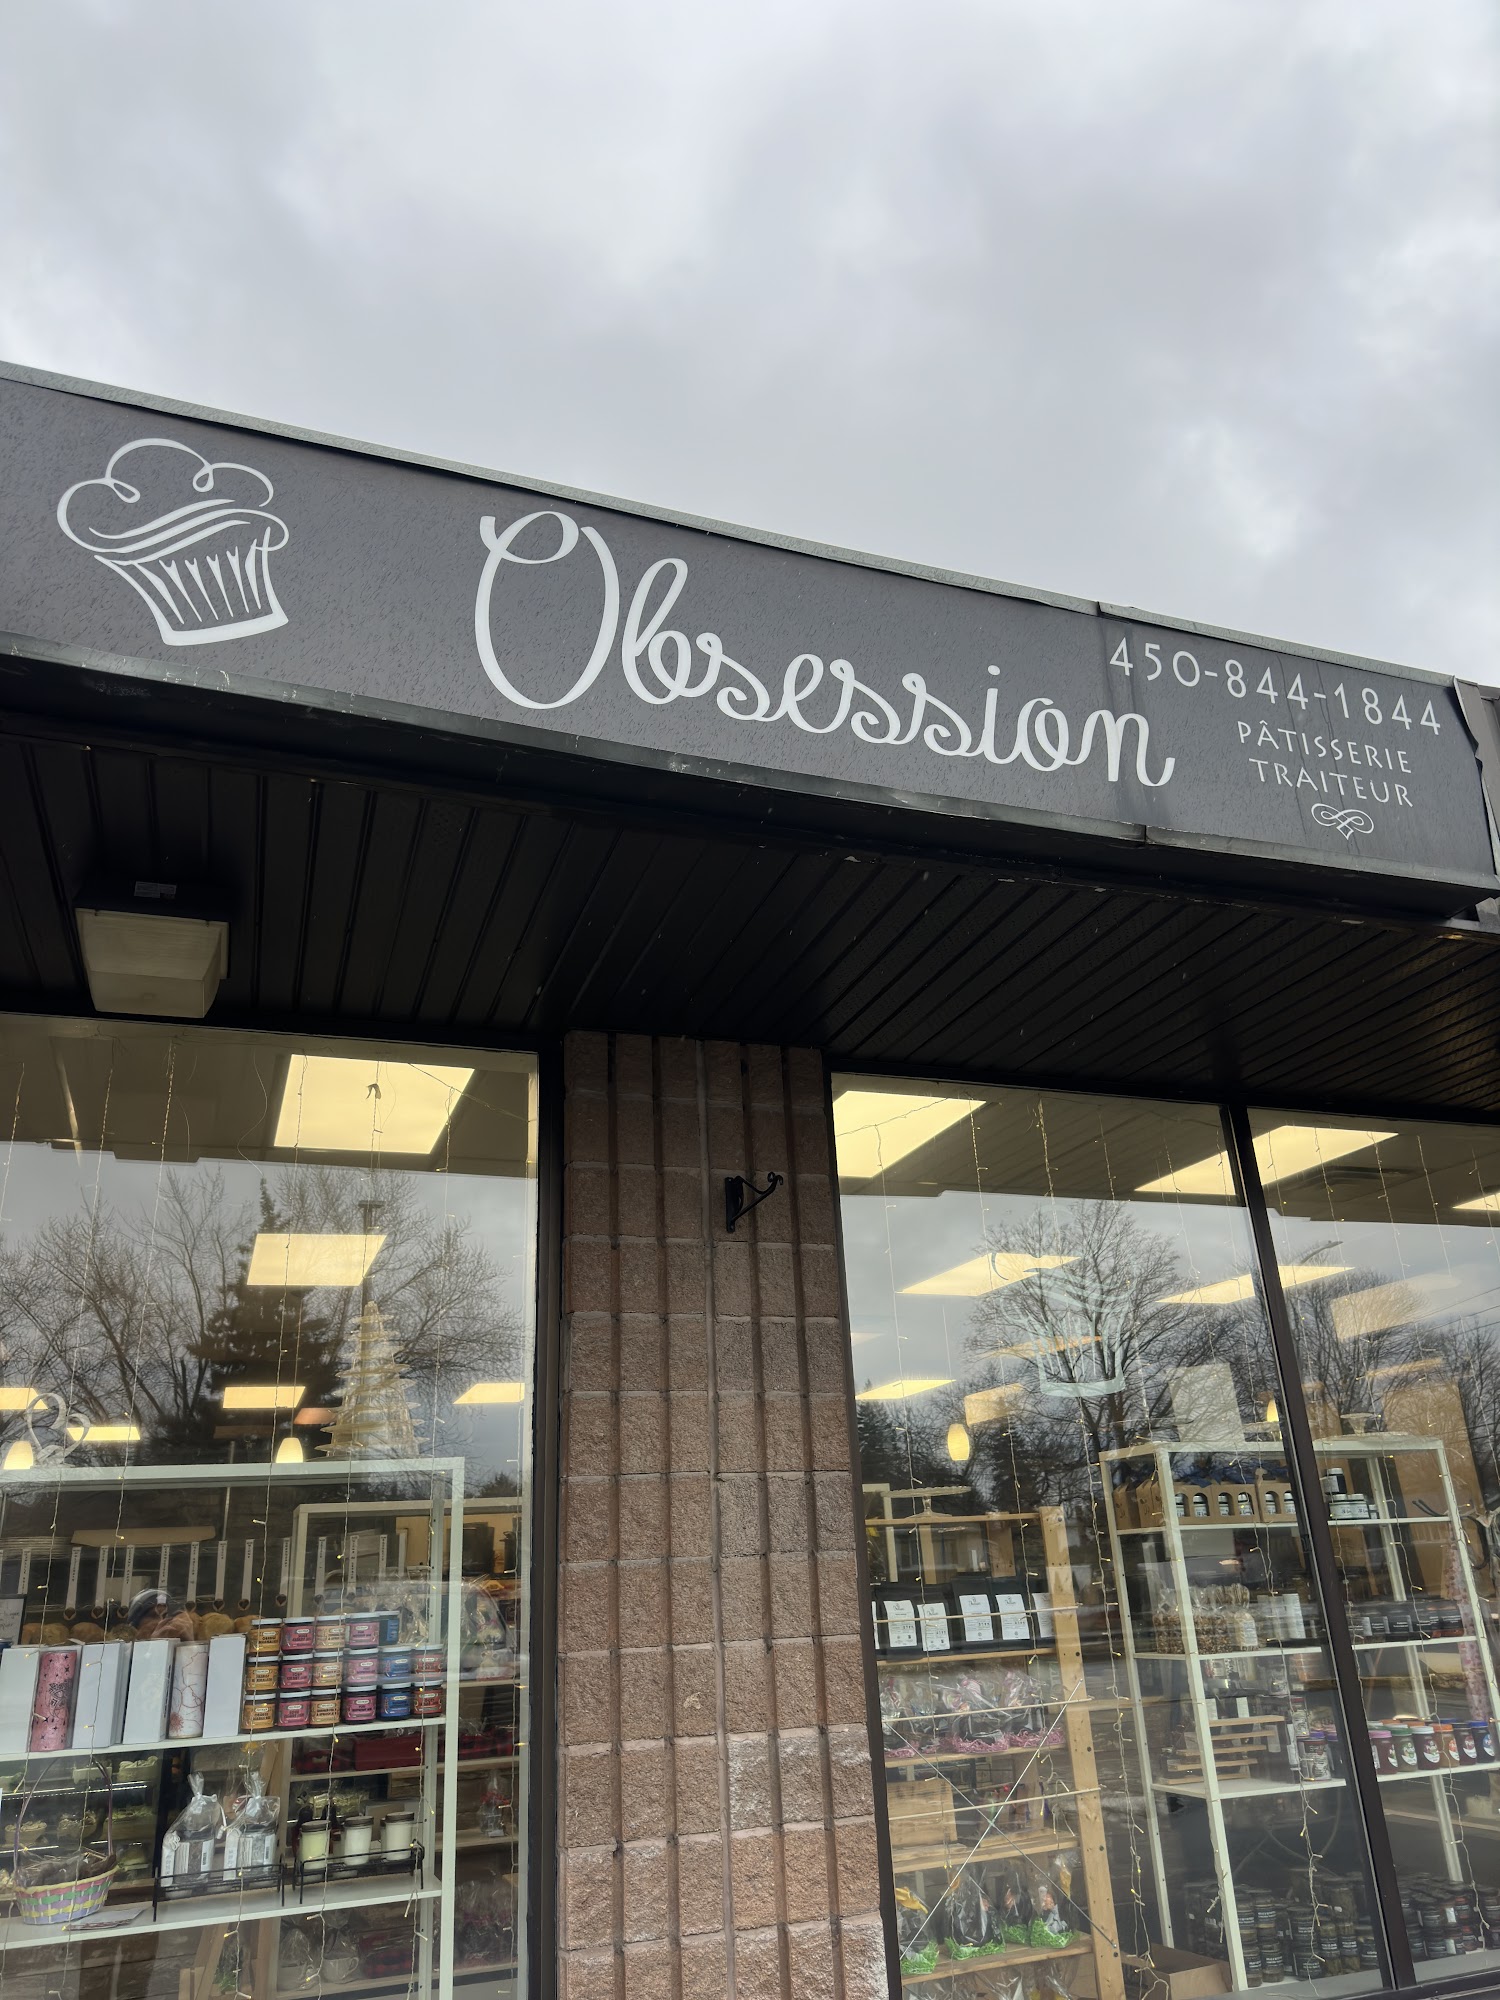 Obsession
450-844-1844
PÂTISSERIE
TRAITEUR